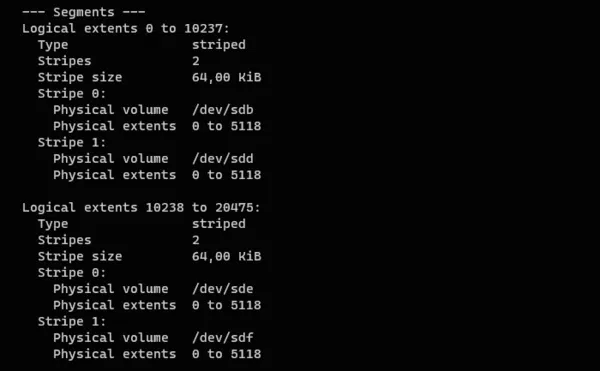 --- Segments ---
Logical extents 0 to 10237:
Type striped
Stripes 2
Stripe size 64,00 KiB
Stripe 0:
Physical volume /dev/sdb
Physical extents 0 to 5118
Stripe 1:
Physical volume /dev/sdd
Physical extents 0 to 5118
Logical extents 10238 to 20475:
Type striped
Stripes 2
Stripe size 64,00 KiB
Stripe 0:
Physical volume /dev/sde
Physical extents 0 to 5118
Stripe 1:
Physical volume /dev/sdf
Physical extents 0 to 5118